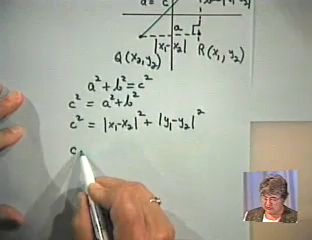 a = c
a
|x₁-x₂|
Q(x₂,y₂)
R(x₁,y₂)
a²+b²=c²
c² = a²+b²
c² = |x₁-x₂|² + |y₁-y₂|²
c